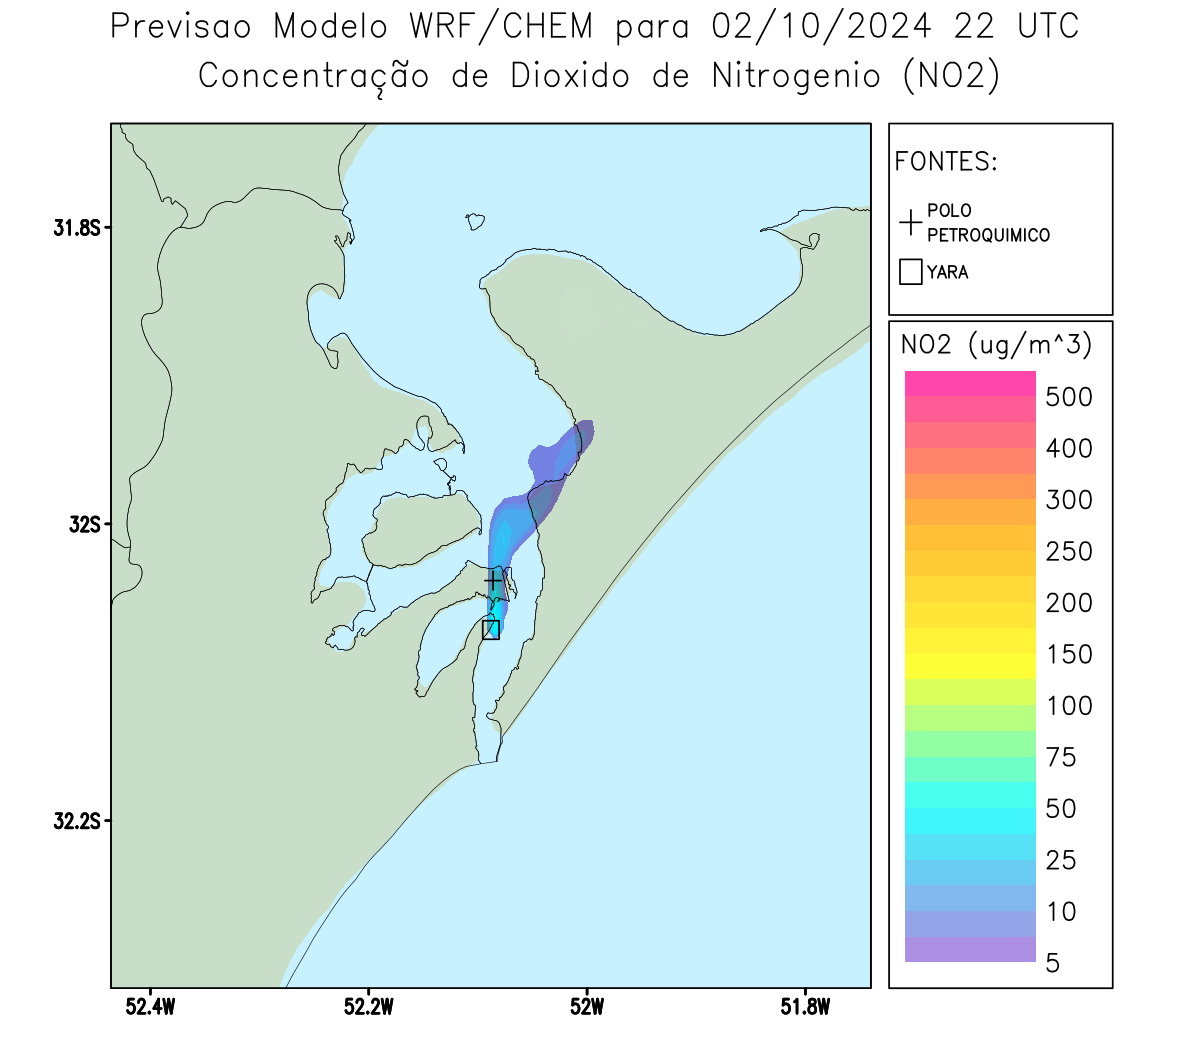 Previsao Modelo WRF/CHEM para 02/10/2024 22 UTC
Concentração de Dioxido de Nitrogenio (NO2)
FONTES:
POLO
PETROQUIMICO
YARA
31.8S
32S
32.2S
52.4W
52.2W
52W
51.8W
NO2 (ug/m^3)
500
400
300
250
200
150
100
75
50
25
10
5